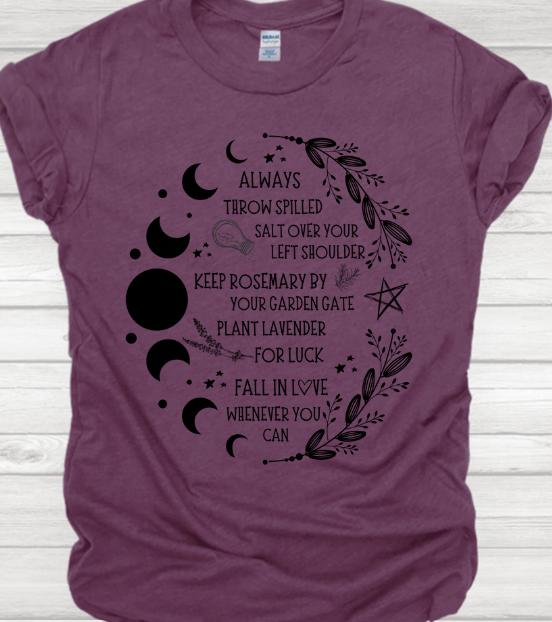 GILDAN
ALWAYS
THROW SPILLED
SALT OVER YOUR
LEFT SHOULDER
KEEP ROSEMARY BY
YOUR GARDEN GATE
PLANT LAVENDER
FOR LUCK
FALL IN LOVE
WHENEVER YOU
CAN